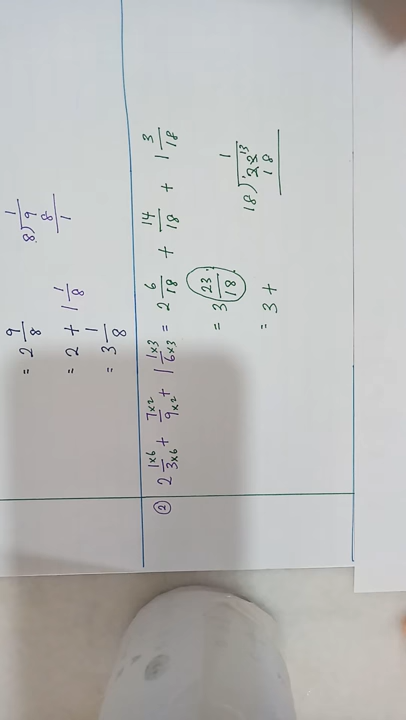 = 2 9/8
= 2 + 1 1/8
= 3 1/8
1
8)9
8
1
② 2 1×6/3×6 + 7×2/9×2 + 1 1×3/6×3 = 2 6/18 + 14/18 + 1 3/18
= 3 23/18
= 3 +
1
18)23
18